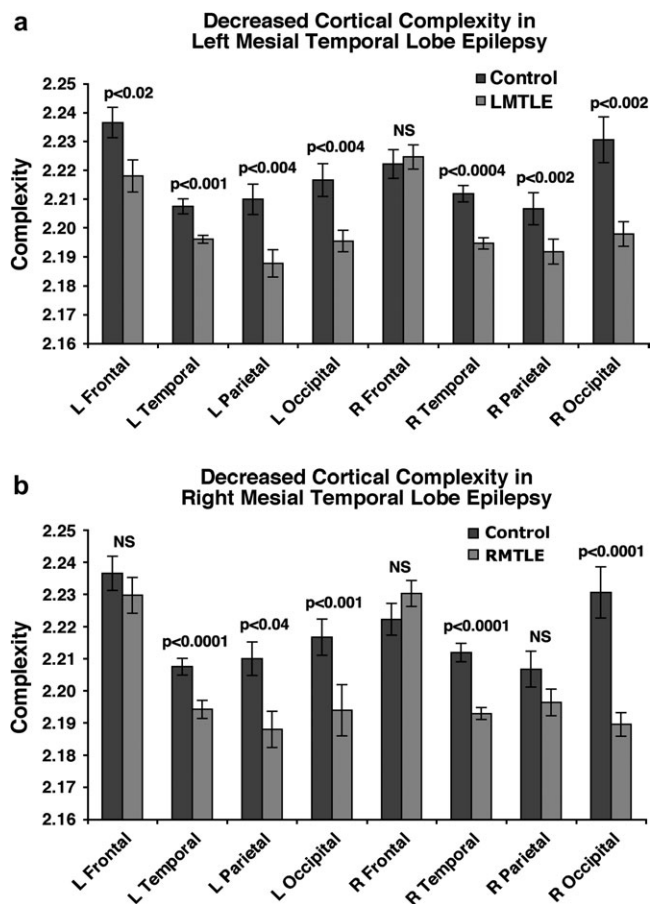 a
Decreased Cortical Complexity in
Left Mesial Temporal Lobe Epilepsy
Complexity
2.25
2.24
2.23
2.22
2.21
2.20
2.19
2.18
2.17
2.16
Control
LMTLE
p<0.02
p<0.001
p<0.004
p<0.004
NS
p<0.0004
p<0.002
p<0.002
L Frontal
L Temporal
L Parietal
L Occipital
R Frontal
R Temporal
R Parietal
R Occipital
b
Decreased Cortical Complexity in
Right Mesial Temporal Lobe Epilepsy
Complexity
2.25
2.24
2.23
2.22
2.21
2.20
2.19
2.18
2.17
2.16
Control
RMTLE
NS
p<0.0001
p<0.04
p<0.001
NS
p<0.0001
NS
p<0.0001
L Frontal
L Temporal
L Parietal
L Occipital
R Frontal
R Temporal
R Parietal
R Occipital